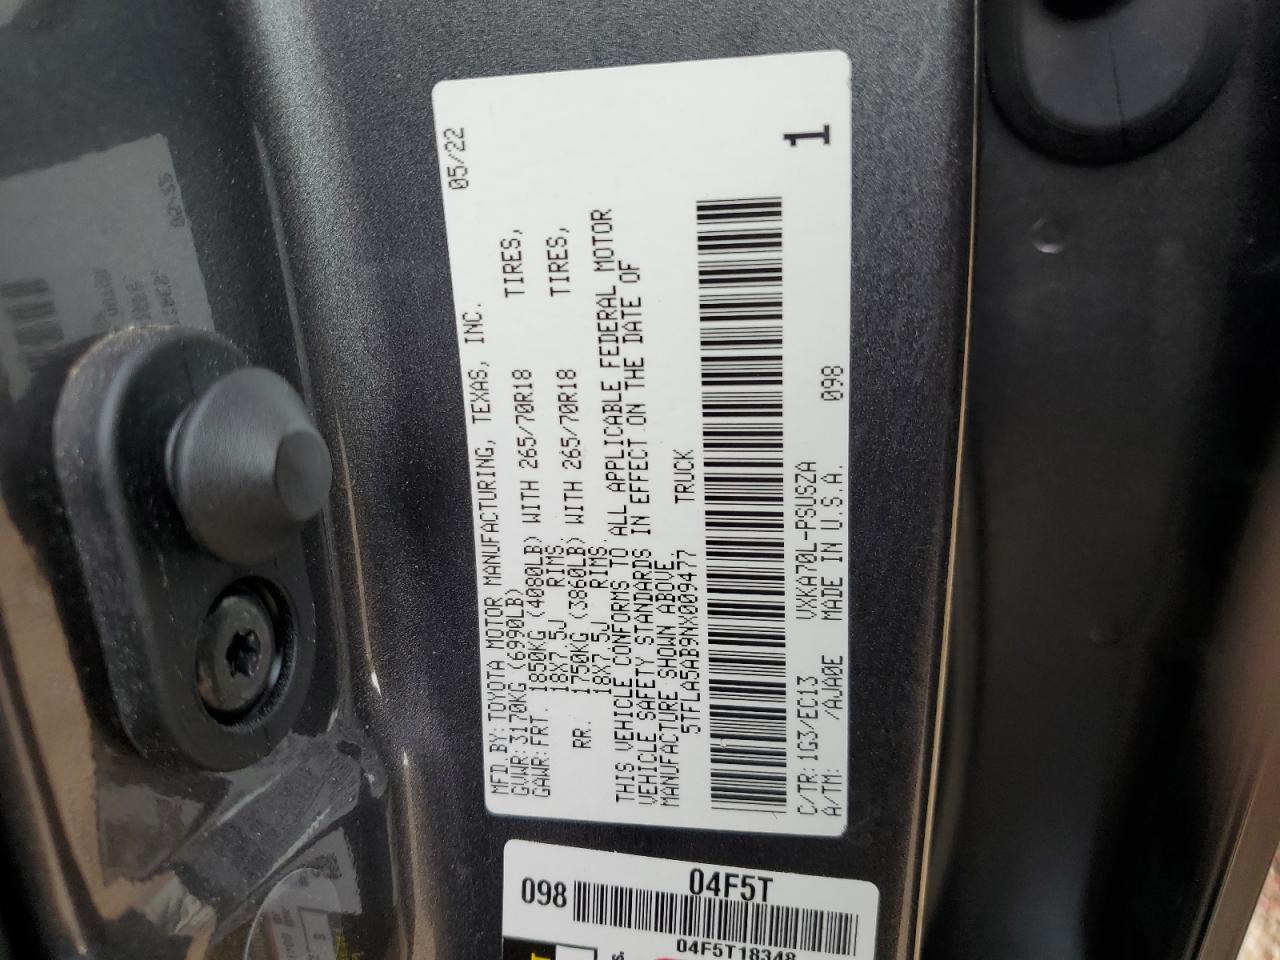 MFD.BY:TOYOTA MOTOR MANUFACTURING, TEXAS, INC. 05/22
GVWR:3170KG (6990LB)
GAWR:FRT. 1850KG (4080LB) WITH 265/70R18 TIRES,
18X7.5J RIMS
RR. 1750KG (3860LB) WITH 265/70R18 TIRES,
18X7.5J RIMS.
THIS VEHICLE CONFORMS TO ALL APPLICABLE FEDERAL MOTOR
VEHICLE SAFETY STANDARDS IN EFFECT ON THE DATE OF
MANUFACTURE SHOWN ABOVE.
5TFLA5AB9NX009477 TRUCK
1
C/TR:1G3/EC13 VXKA70L-PSUSZA 098
A/TM: /AJA0E MADE IN U.S.A.
04F5T
098
04F5T18348